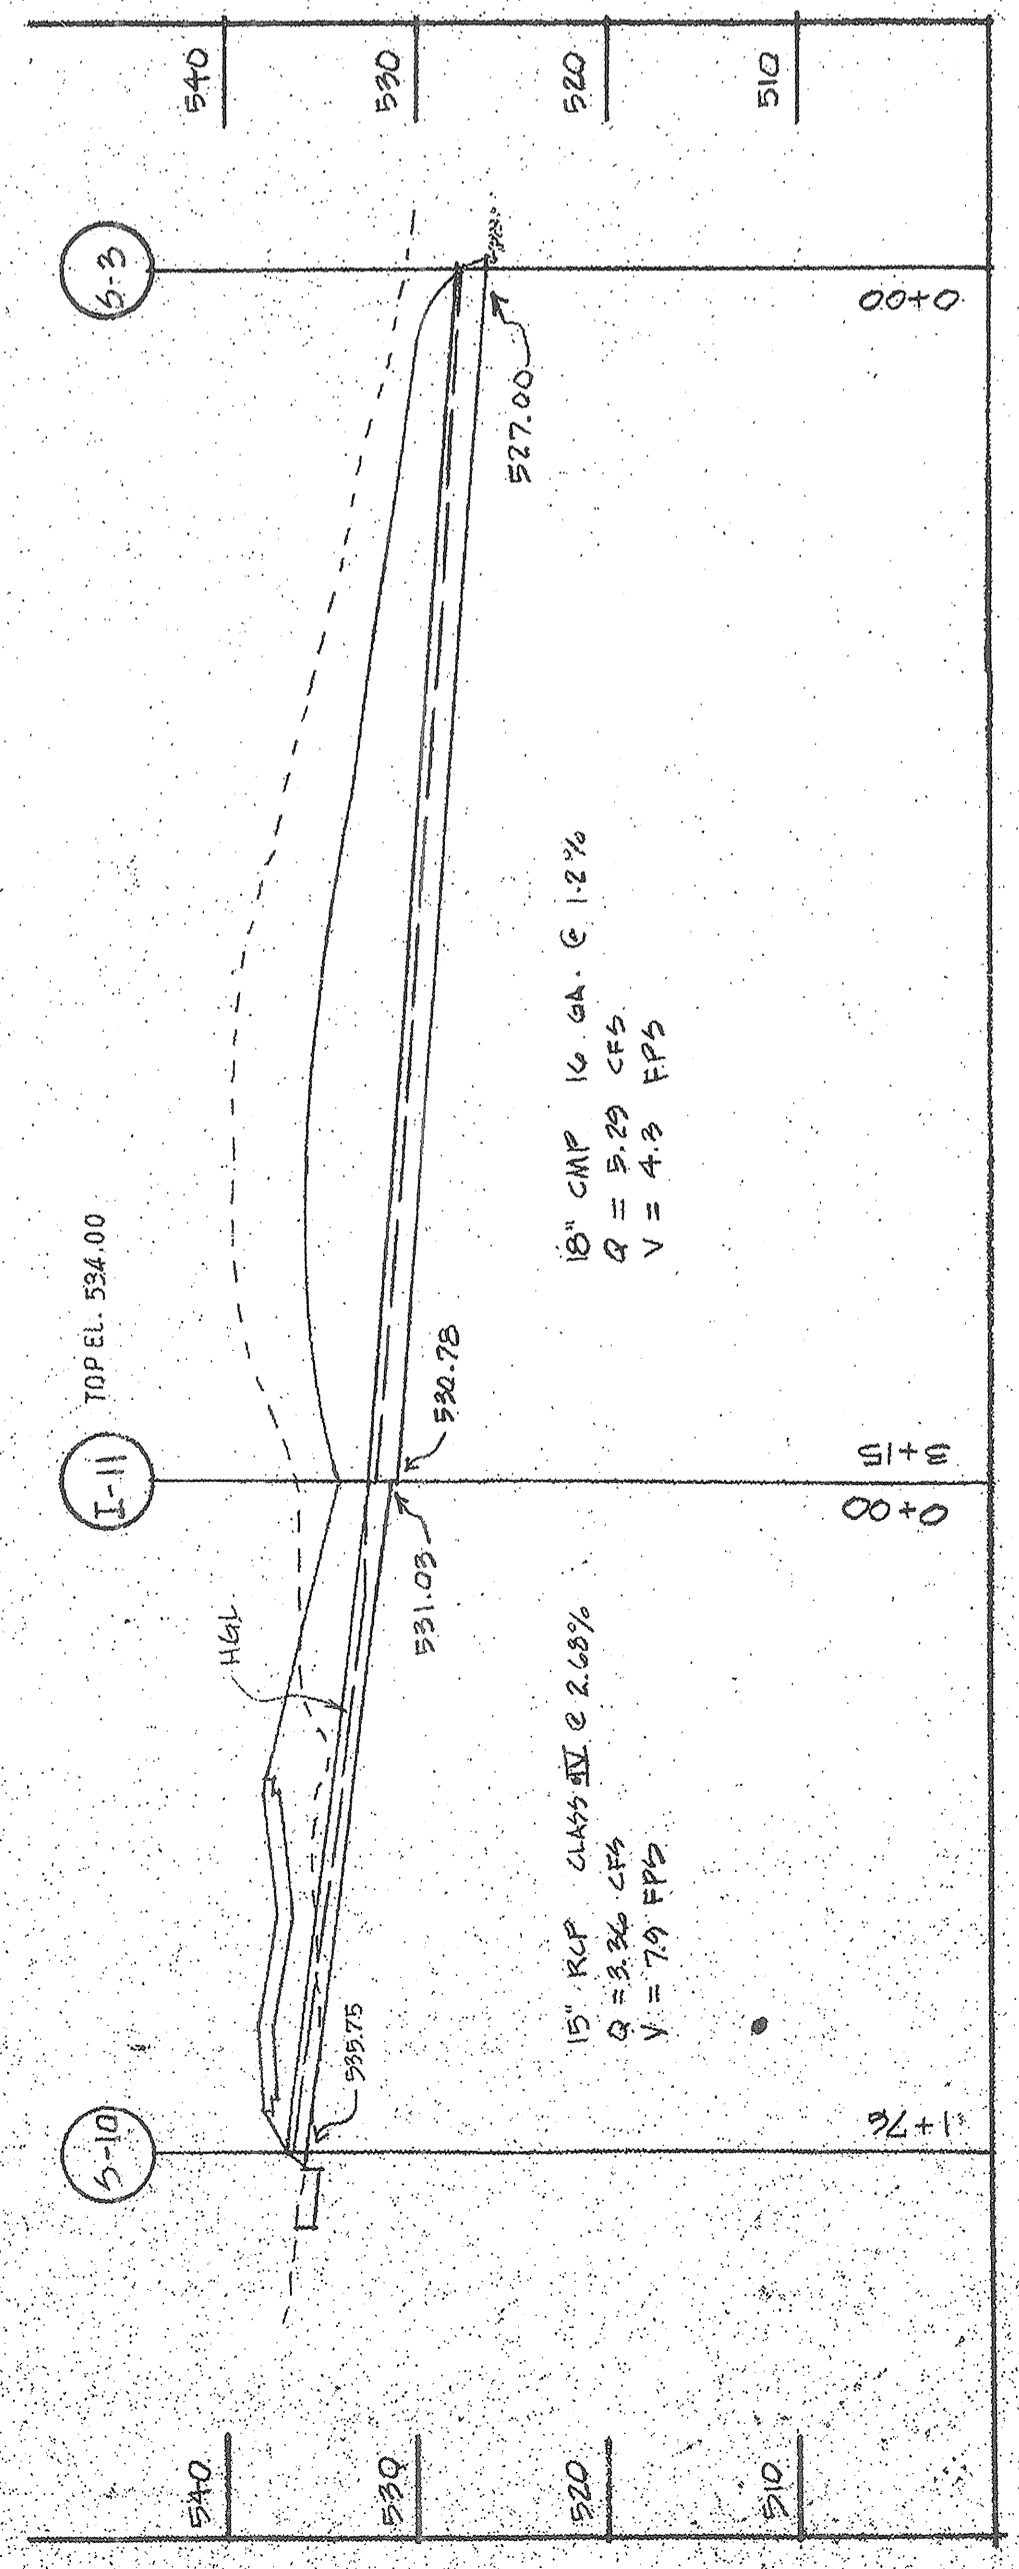 S-10
I-11
TOP EL. 534.00
S-3
540
530
520
510
540
530
520
510
HGL
535.75
531.03
530.78
527.00
15" RCP CLASS IV @ 2.68%
Q = 3.36 CFS
V = 7.9 FPS
18" CMP 16 GA. @ 1.2%
Q = 5.29 CFS
V = 4.3 FPS
1+76
0+00
3+15
0+00